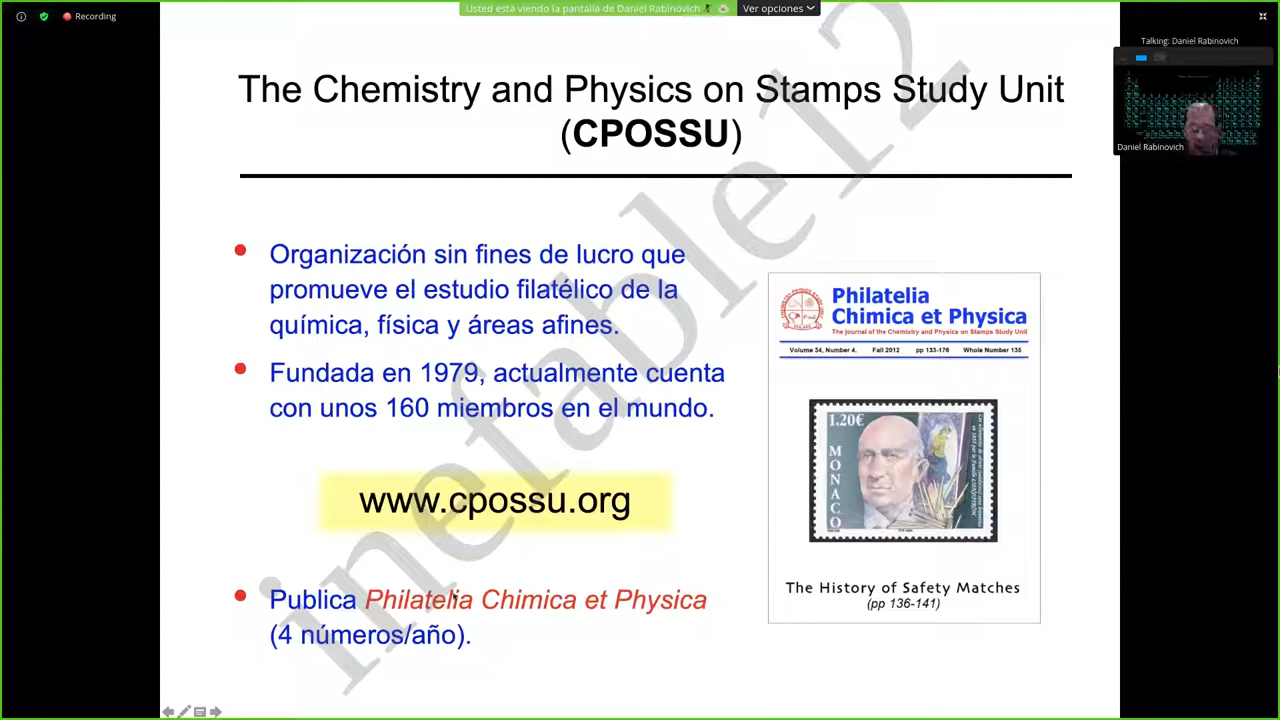 Recording
Usted está viendo la pantalla de Daniel Rabinovich
Ver opciones
Talking: Daniel Rabinovich
Daniel Rabinovich
The Chemistry and Physics on Stamps Study Unit
(CPOSSU)
Organización sin fines de lucro que
promueve el estudio filatélico de la
química, física y áreas afines.
Fundada en 1979, actualmente cuenta
con unos 160 miembros en el mundo.
www.cpossu.org
Publica Philatelia Chimica et Physica
(4 números/año).
Philatelia
Chimica et Physica
The journal of the Chemistry and Physics on Stamps Study Unit
Volume 34, Number 4. Fall 2012 pp 133-176 Whole Number 135
1.20€
MONACO
The History of Safety Matches
(pp 136-141)
inefable12